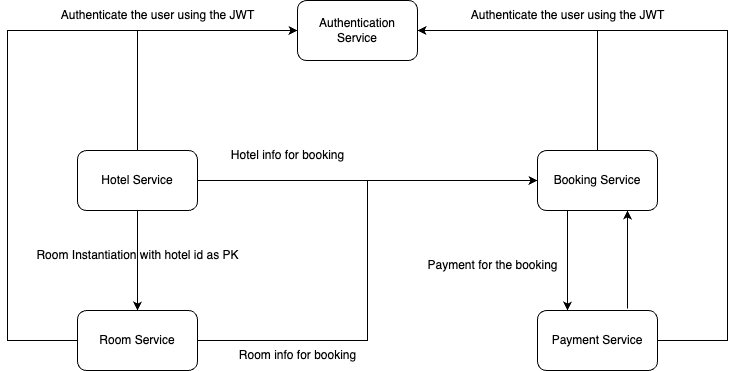 Authenticate the user using the JWT
Authentication
Service
Authenticate the user using the JWT
Hotel info for booking
Hotel Service
Booking Service
Room Instantiation with hotel id as PK
Payment for the booking
Room Service
Payment Service
Room info for booking